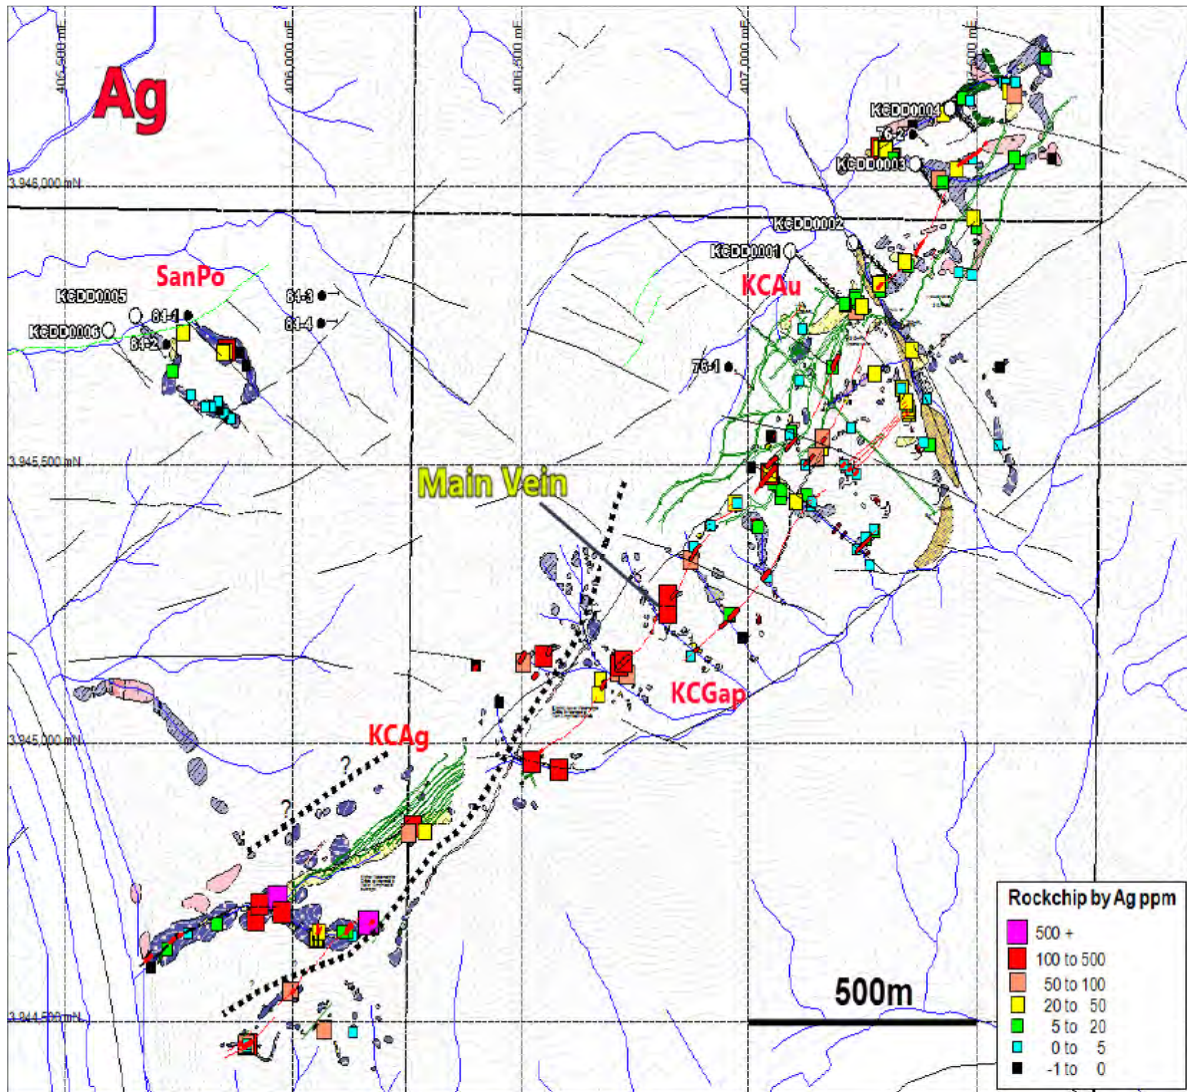 405,500 mE
406,000 mE
406,500 mE
407,000 mE
Ag
KCDD0004
76-2
KCDD0003
3,946,000 mN
KCDD0002
KCDD0001
SanPo
KCAu
KCDD0005
84-3
84-1
84-4
KCDD0006
84-2
76-1
3,945,500 mN
Main Vein
KCGap
KCAg
3,945,000 mN
?
?
Rockchip by Ag ppm
500 +
100 to 500
50 to 100
20 to 50
5 to 20
0 to 5
-1 to 0
500m
3,944,500 mN